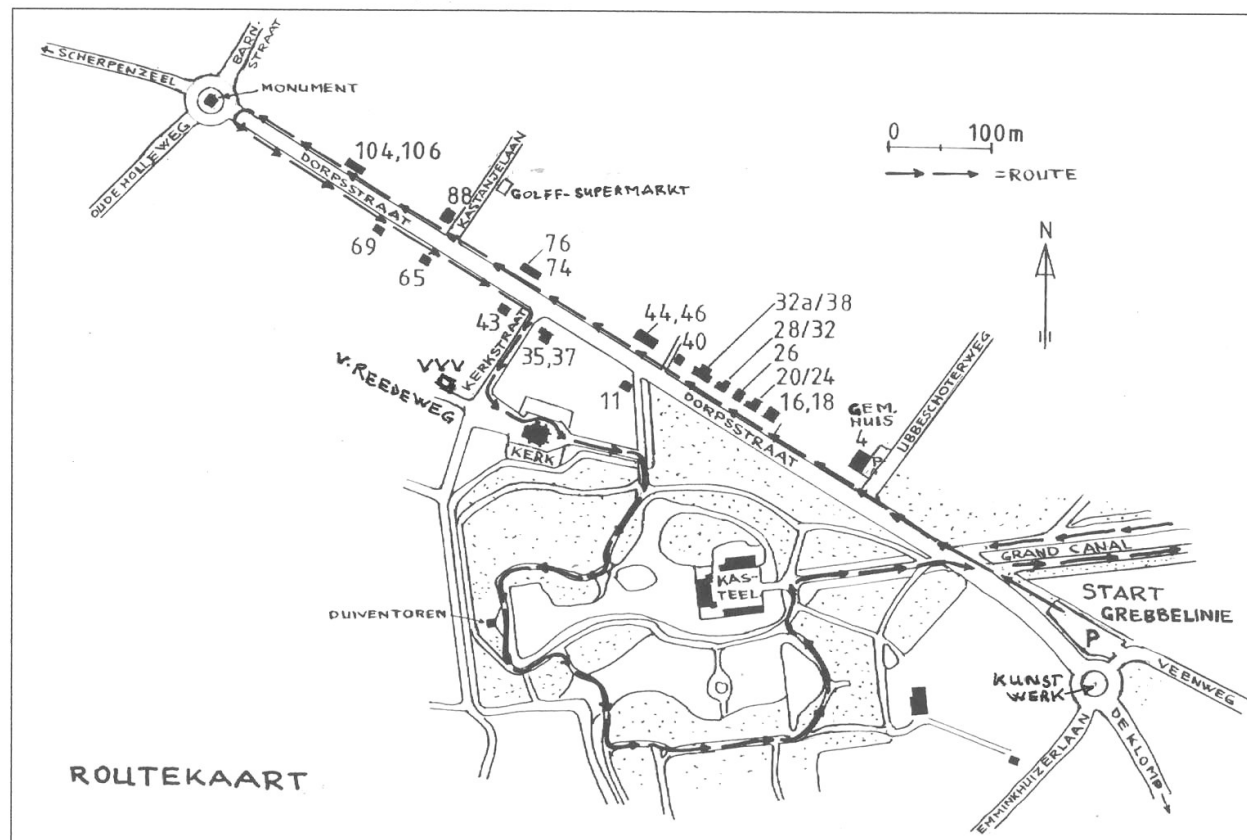 BARN.
STRAAT
SCHERPENZEEL
MONUMENT
OUDE HOLLEWEG
DORPSSTRAAT
104,106
88
KASTANJELAAN
GOLFF-SUPERMARKT
0 100m
=ROUTE
N
69
65
76
74
43
KERKSTRAAT
VVV
V. REEDEWEG
35,37
44,46
40
32a/38
28/32
26
20/24
16,18
11
DORPSSTRAAT
GEM.
HUIS
4
P
UBBESCHOTERWEG
KERK
KAS-
TEEL
GRAND CANAL
START
GREBBELINIE
DUIVENTOREN
P
VEENWEG
KUNST
WERK
DE KLOMP
EMMINKHUIZERLAAN
ROUTEKAART